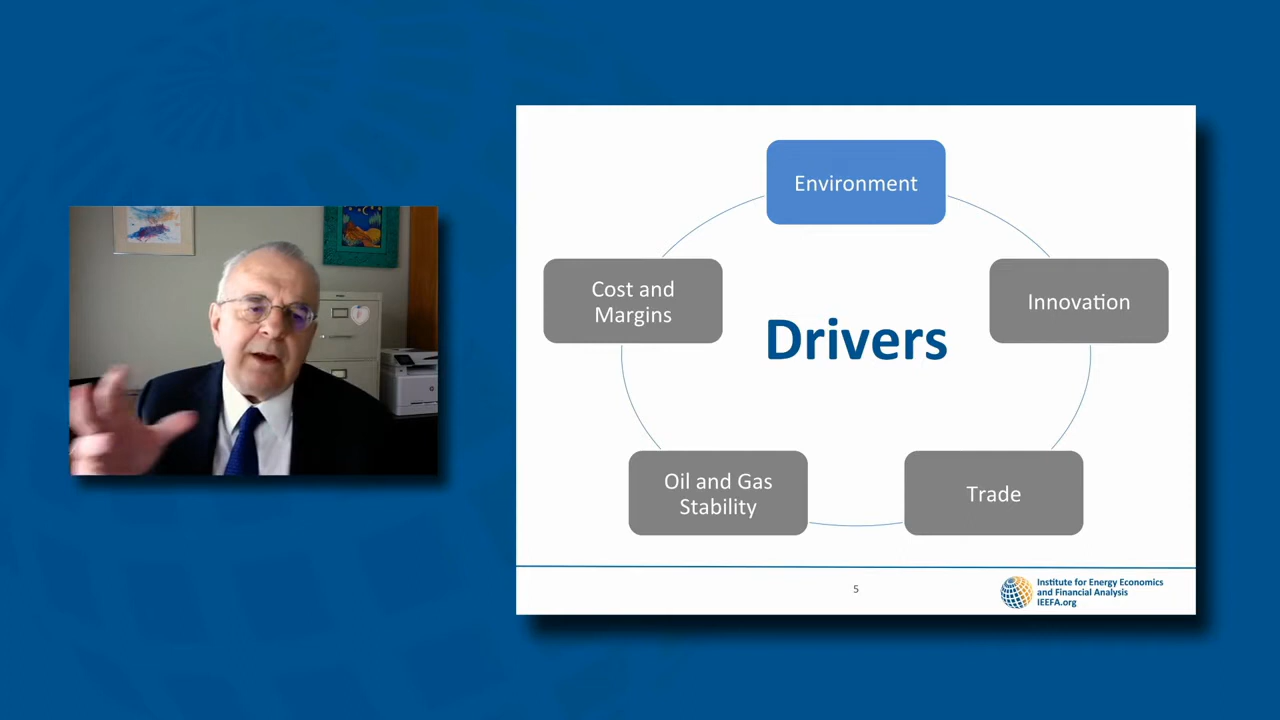 Environment
Cost and
Margins
Innovation
Drivers
Oil and Gas
Stability
Trade
5
Institute for Energy Economics
and Financial Analysis
IEEFA.org